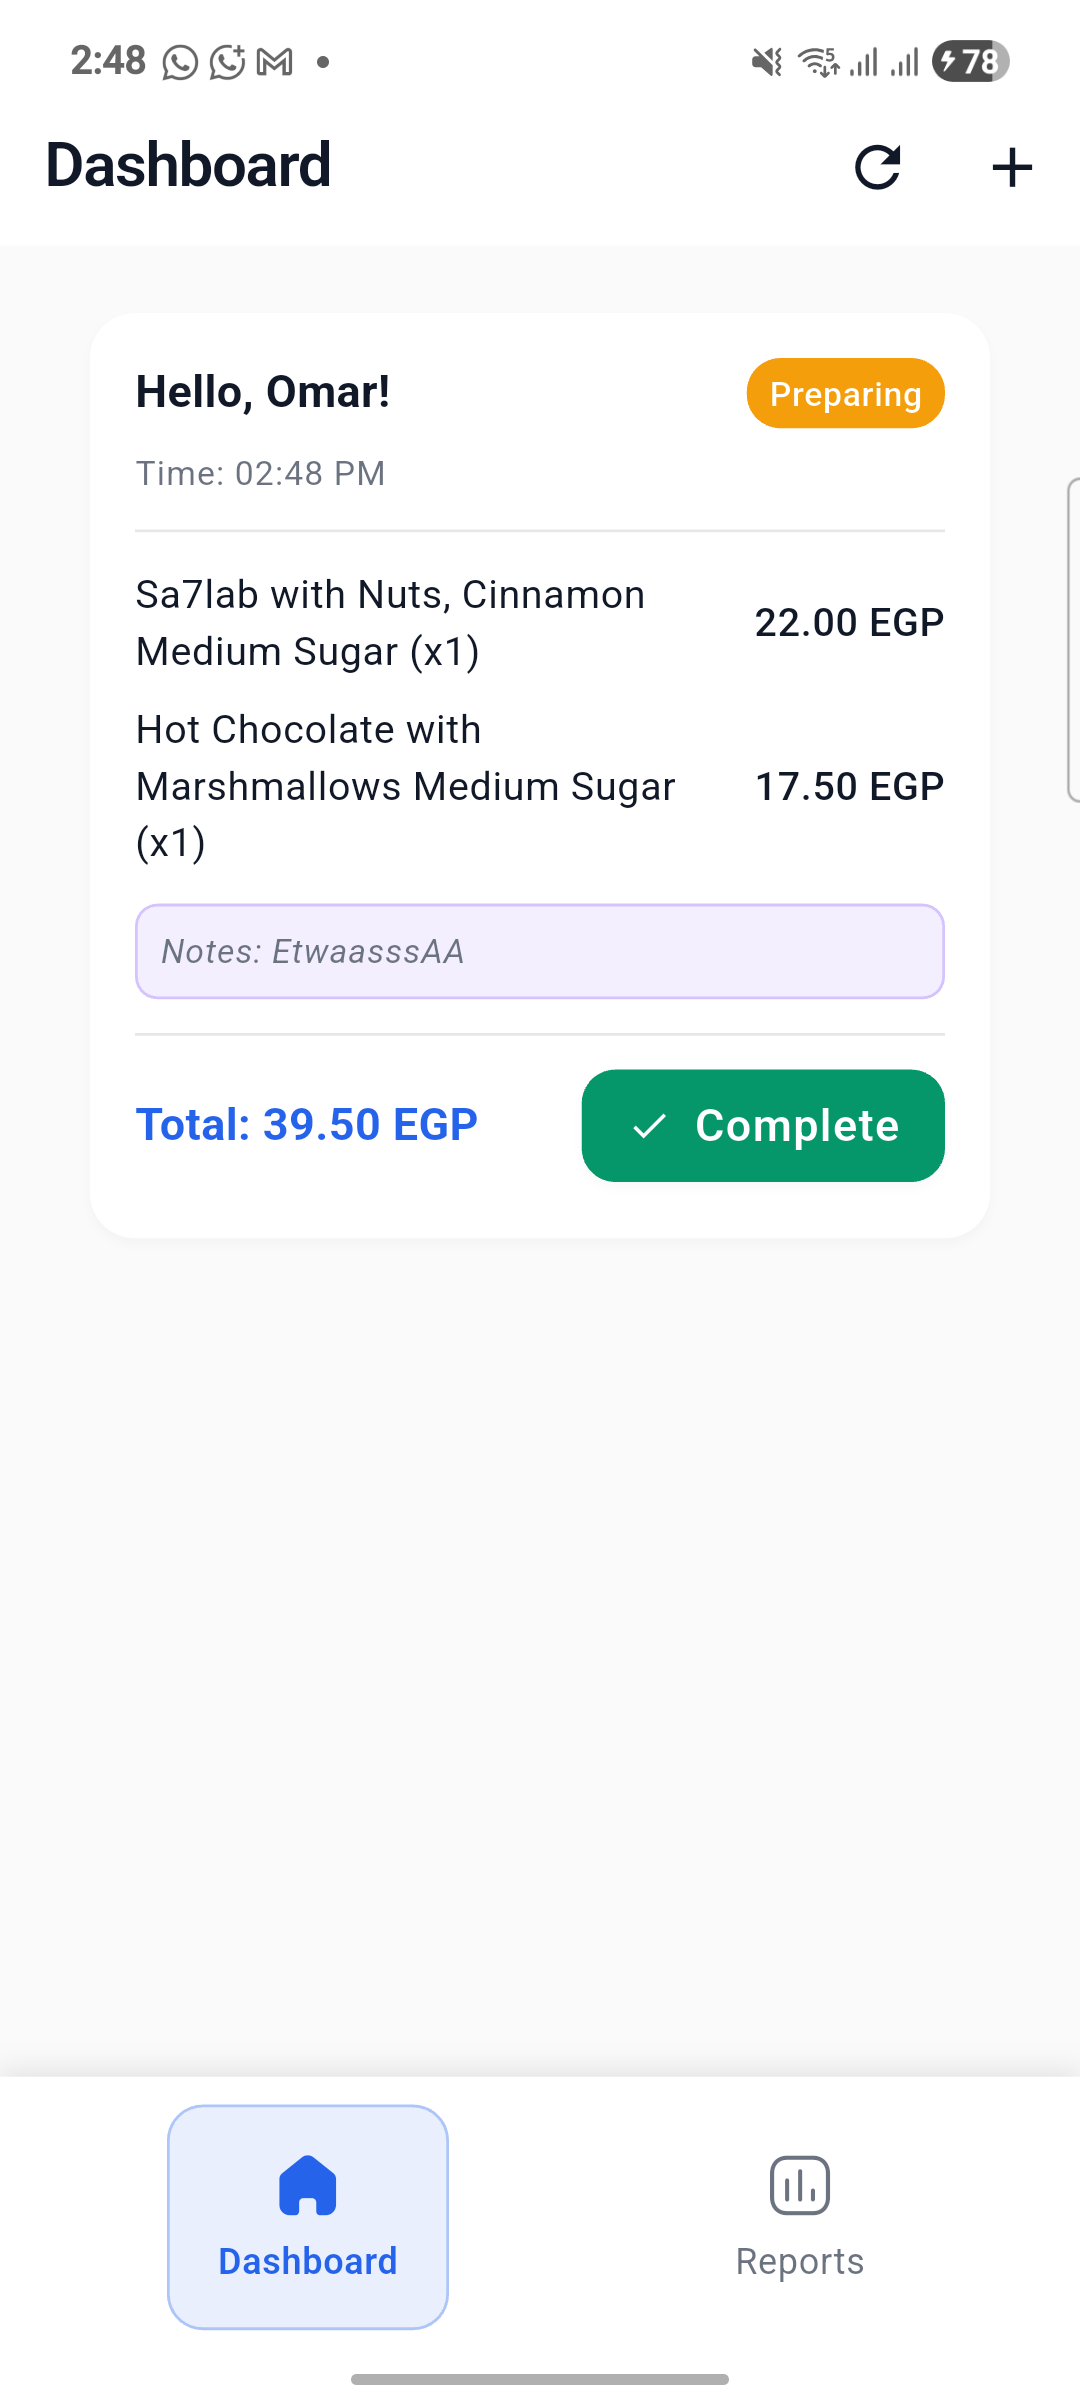 2:48
5
78
Dashboard
Hello, Omar!
Preparing
Time: 02:48 PM
Sa7lab with Nuts, Cinnamon
Medium Sugar (x1)
22.00 EGP
Hot Chocolate with
Marshmallows Medium Sugar
(x1)
17.50 EGP
Notes: EtwaasssAA
Total: 39.50 EGP
Complete
Dashboard
Reports